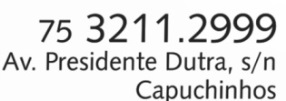 75 3211.2999
Av. Presidente Dutra, s/n
Capuchinhos